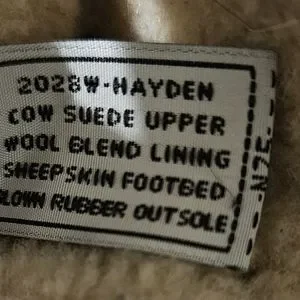 2028W-HAYDEN
COW SUEDE UPPER
WOOL BLEND LINING
SHEEPSKIN FOOTBED
BLOWN RUBBER OUTSOLE